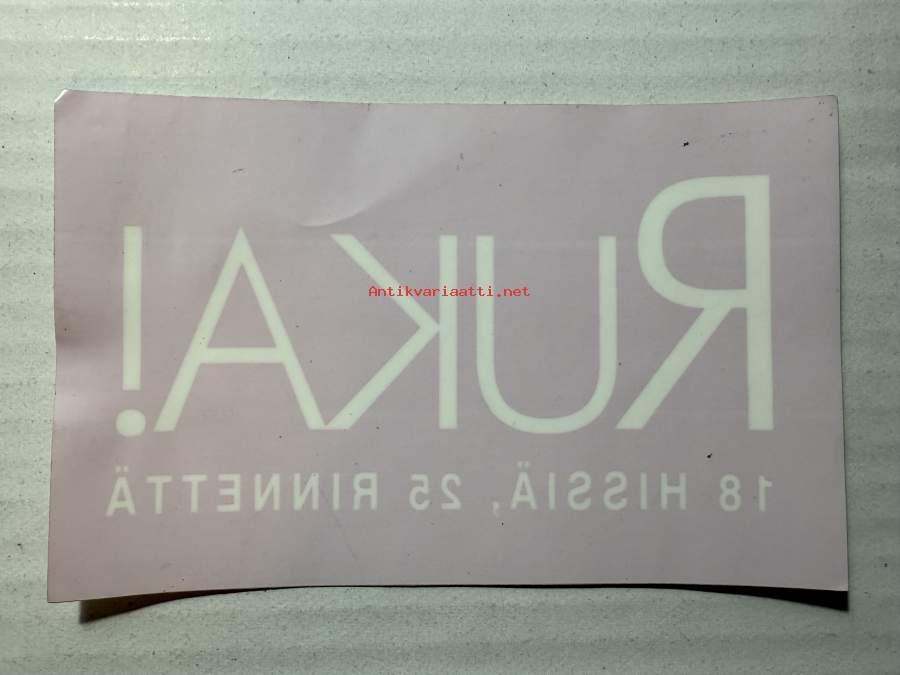 RUKA!
Antikvariaatti.net
18 HISSIÄ, 25 RINNETTÄ